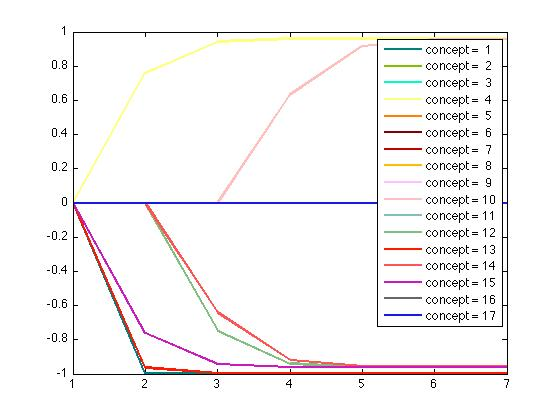 1
0.8
0.6
0.4
0.2
0
-0.2
-0.4
-0.6
-0.8
-1
1 2 3 4 5 6 7
concept = 1
concept = 2
concept = 3
concept = 4
concept = 5
concept = 6
concept = 7
concept = 8
concept = 9
concept = 10
concept = 11
concept = 12
concept = 13
concept = 14
concept = 15
concept = 16
concept = 17